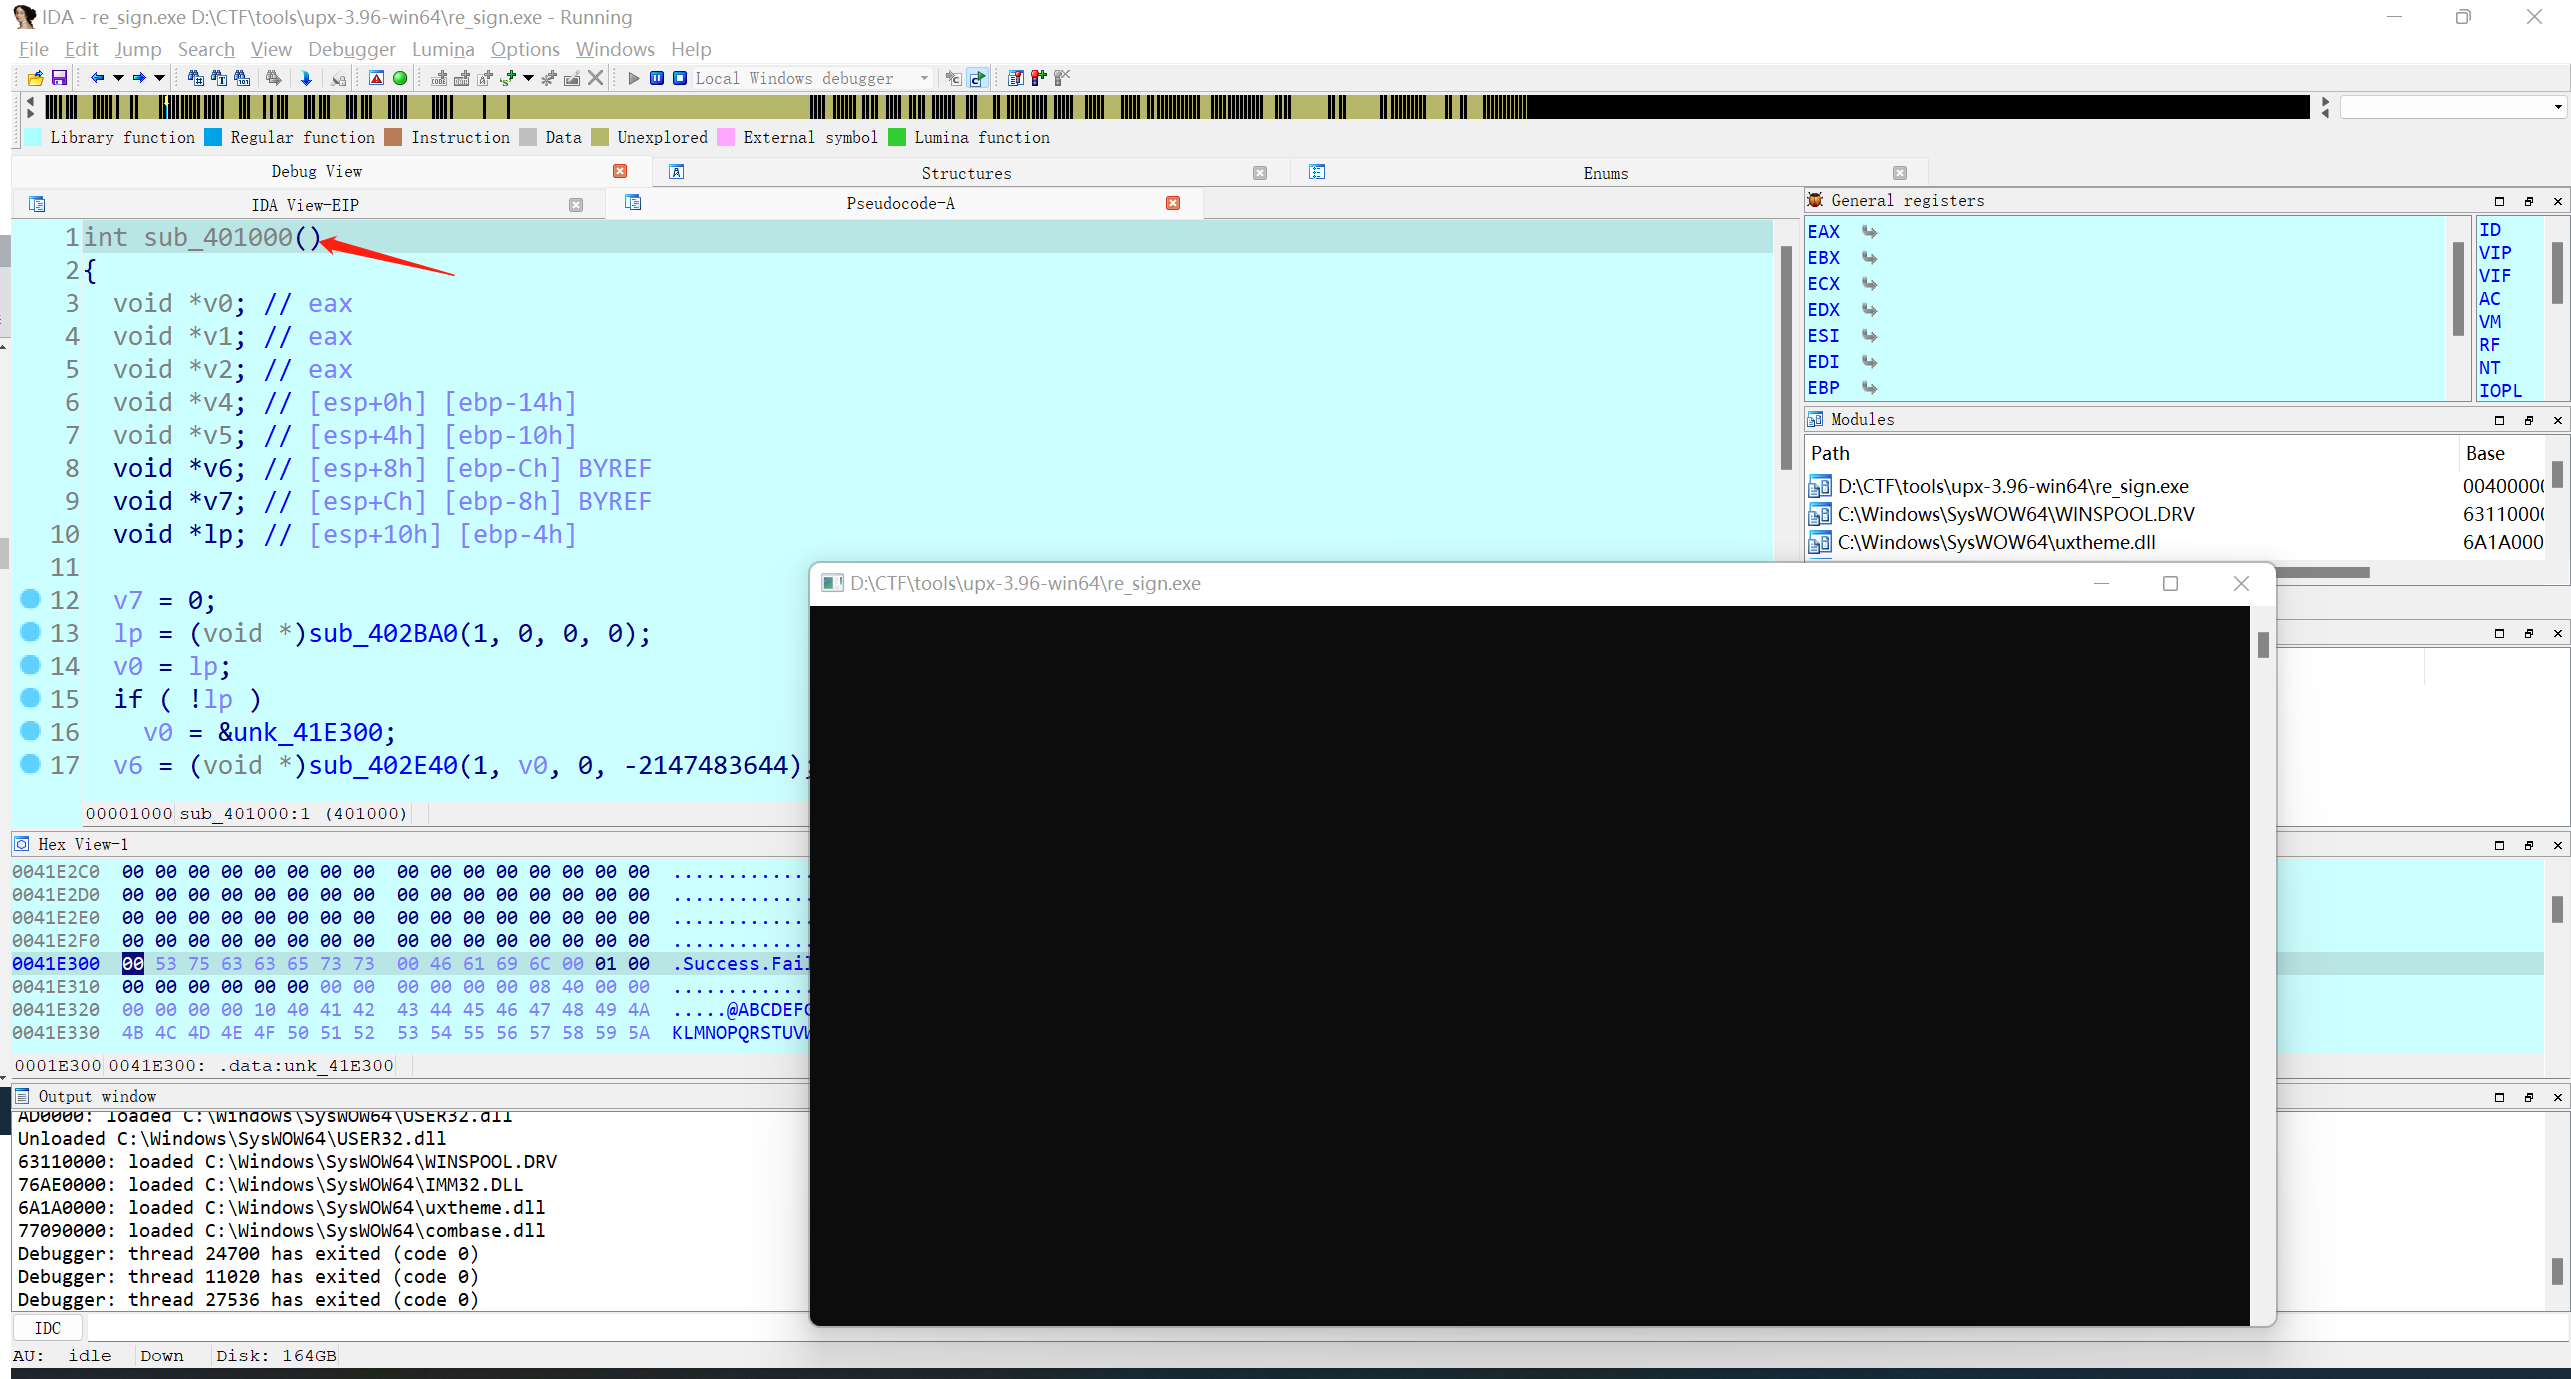 IDA - re_sign.exe D:\CTF\tools\upx-3.96-win64\re_sign.exe - Running
File Edit Jump Search View Debugger Lumina Options Windows Help
Local Windows debugger
Library function Regular function Instruction Data Unexplored External symbol Lumina function
Debug View Structures Enums
IDA View-EIP Pseudocode-A
1 int sub_401000()
2 {
3 void *v0; // eax
4 void *v1; // eax
5 void *v2; // eax
6 void *v4; // [esp+0h] [ebp-14h]
7 void *v5; // [esp+4h] [ebp-10h]
8 void *v6; // [esp+8h] [ebp-Ch] BYREF
9 void *v7; // [esp+Ch] [ebp-8h] BYREF
10 void *lp; // [esp+10h] [ebp-4h]
11
12 v7 = 0;
13 lp = (void *)sub_402BA0(1, 0, 0, 0);
14 v0 = lp;
15 if ( !lp )
16 v0 = &unk_41E300;
17 v6 = (void *)sub_402E40(1, v0, 0, -2147483644);
00001000 sub_401000:1 (401000)
General registers
EAX
EBX
ECX
EDX
ESI
EDI
EBP
ID
VIP
VIF
AC
VM
RF
NT
IOPL
Modules
Path Base
D:\CTF\tools\upx-3.96-win64\re_sign.exe 0040000
C:\Windows\SysWOW64\WINSPOOL.DRV 6311000
C:\Windows\SysWOW64\uxtheme.dll 6A1A000
D:\CTF\tools\upx-3.96-win64\re_sign.exe
Hex View-1
0041E2C0 00 00 00 00 00 00 00 00 00 00 00 00 00 00 00 00 .............
0041E2D0 00 00 00 00 00 00 00 00 00 00 00 00 00 00 00 00 .............
0041E2E0 00 00 00 00 00 00 00 00 00 00 00 00 00 00 00 00 .............
0041E2F0 00 00 00 00 00 00 00 00 00 00 00 00 00 00 00 00 .............
0041E300 00 53 75 63 63 65 73 73 00 46 61 69 6C 00 01 00 .Success.Fail
0041E310 00 00 00 00 00 00 00 00 00 00 00 00 08 40 00 00 .............
0041E320 00 00 00 00 10 40 41 42 43 44 45 46 47 48 49 4A .....@ABCDEFG
0041E330 4B 4C 4D 4E 4F 50 51 52 53 54 55 56 57 58 59 5A KLMNOPQRSTUVW
0001E300 0041E300: .data:unk_41E300
Output window
AD0000: loaded C:\Windows\SysWOW64\USER32.dll
Unloaded C:\Windows\SysWOW64\USER32.dll
63110000: loaded C:\Windows\SysWOW64\WINSPOOL.DRV
76AE0000: loaded C:\Windows\SysWOW64\IMM32.DLL
6A1A0000: loaded C:\Windows\SysWOW64\uxtheme.dll
77090000: loaded C:\Windows\SysWOW64\combase.dll
Debugger: thread 24700 has exited (code 0)
Debugger: thread 11020 has exited (code 0)
Debugger: thread 27536 has exited (code 0)
IDC
AU: idle Down Disk: 164GB